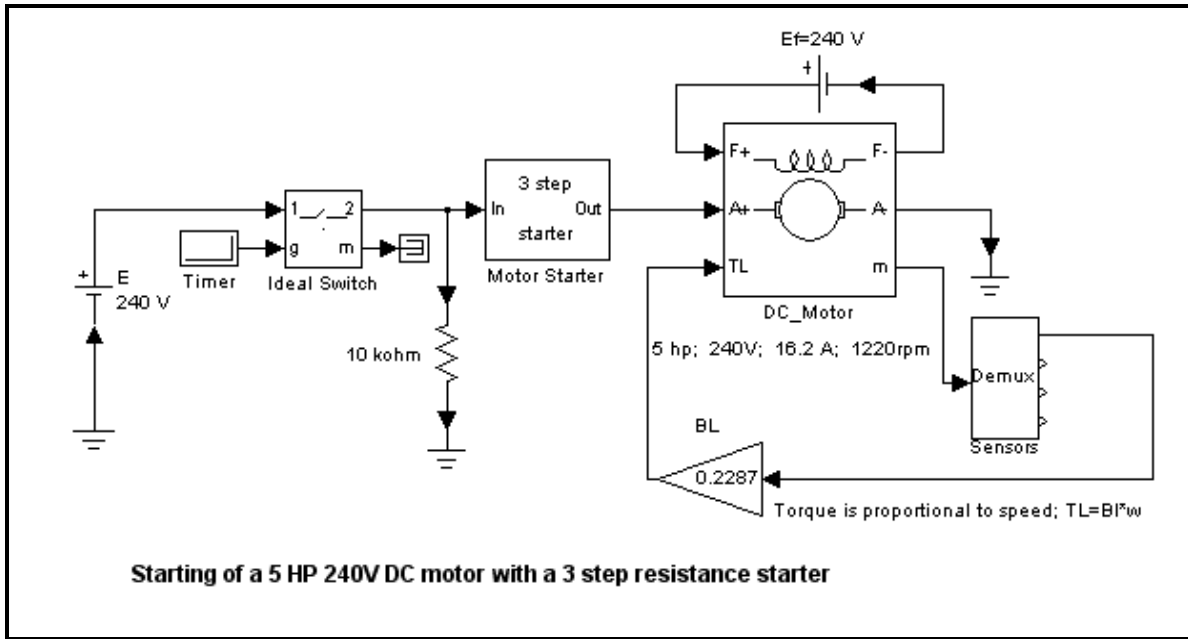 Ef=240 V
+
F+ F-
A+ A-
TL m
DC_Motor
5 hp; 240V; 16.2 A; 1220rpm
3 step
In Out
starter
Motor Starter
1 2
g m
Ideal Switch
Timer
+ E
240 V
10 kohm
Demux
Sensors
BL
0.2287
Torque is proportional to speed; TL=Bl*w
Starting of a 5 HP 240V DC motor with a 3 step resistance starter